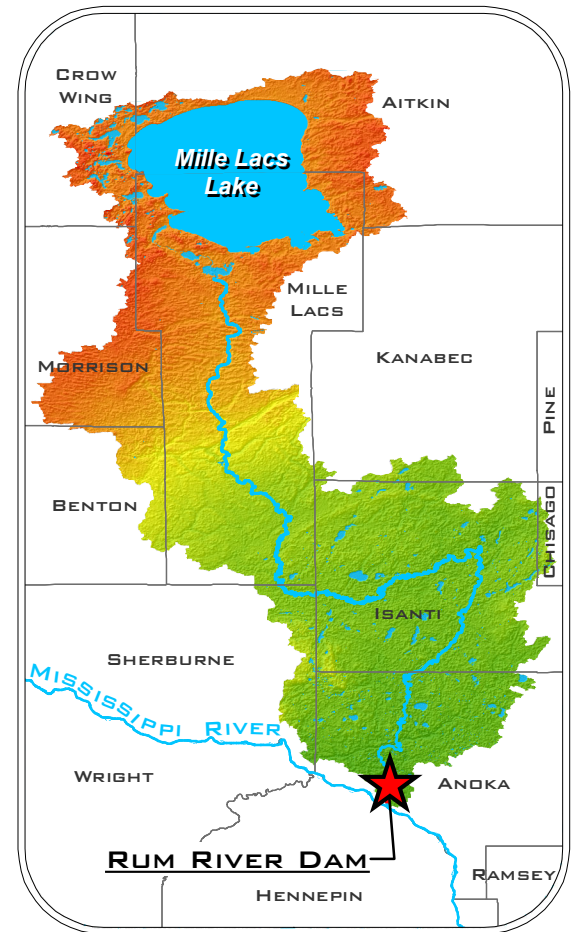 CROW
WING
AITKIN
Mille Lacs
Lake
MILLE
LACS
MORRISON
KANABEC
PINE
BENTON
CHISAGO
ISANTI
SHERBURNE
MISSISSIPPI RIVER
WRIGHT
ANOKA
RUM RIVER DAM
RAMSEY
HENNEPIN